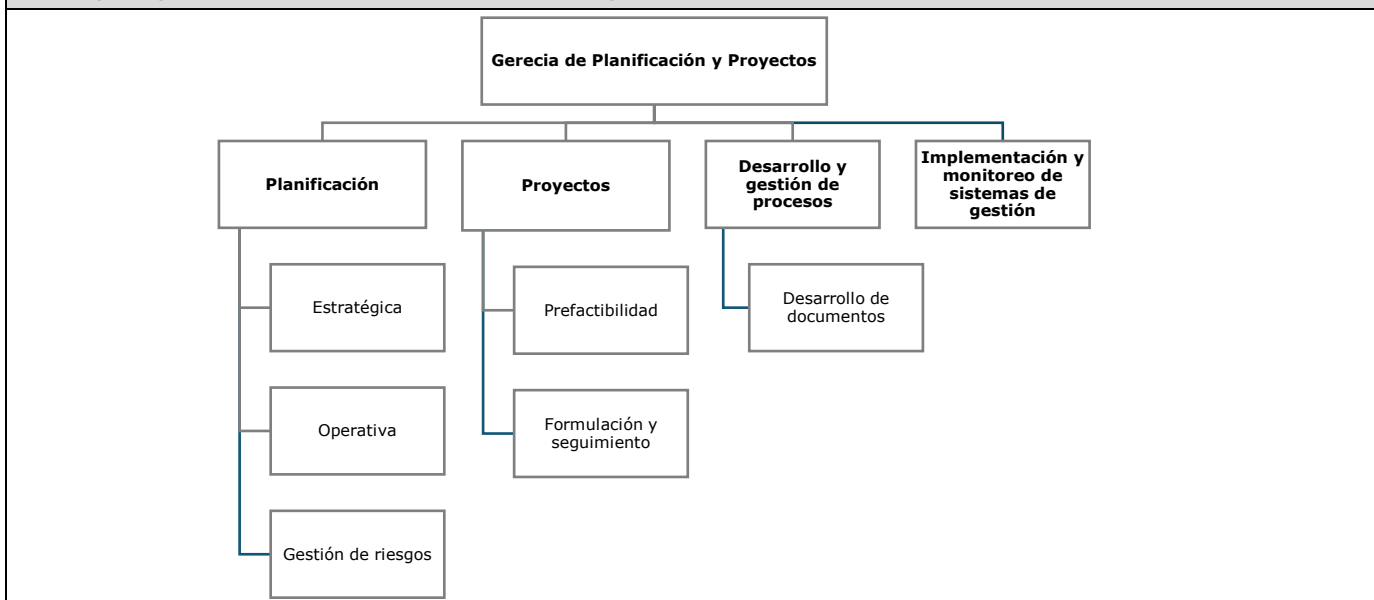 Gerecia de Planificación y Proyectos
Planificación
Proyectos
Desarrollo y
gestión de
procesos
Implementación y
monitoreo de
sistemas de
gestión
Estratégica
Operativa
Gestión de riesgos
Prefactibilidad
Formulación y
seguimiento
Desarrollo de
documentos